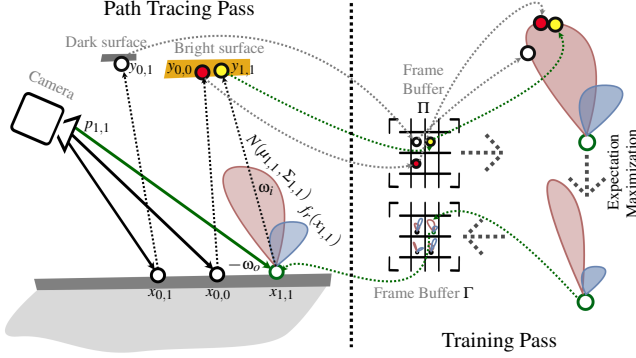 Path Tracing Pass
Dark surface
Bright surface
y0,1
y0,0
y1,1
Camera
p1,1
N(μ1,1, Σ1,1)
fr(x1,1)
ωi
−ωo
x0,1
x0,0
x1,1
Frame
Buffer
Π
Expectation
Maximization
Frame Buffer Γ
Training Pass